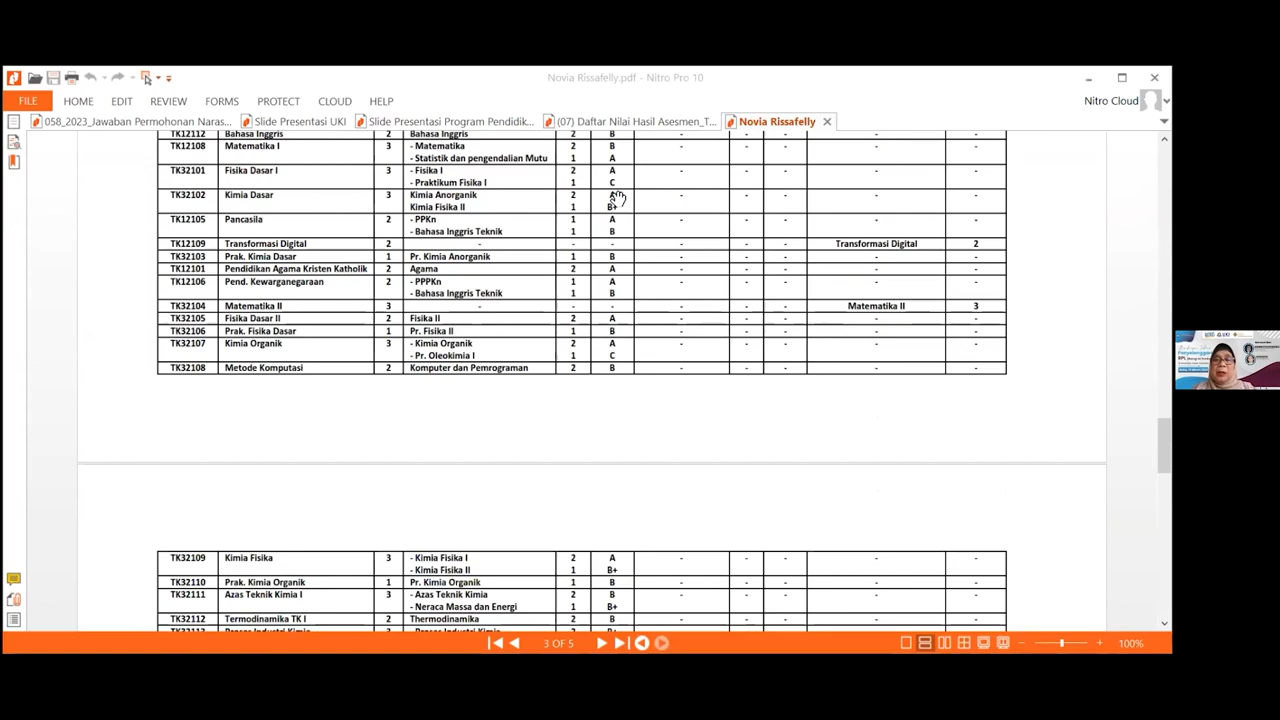 Novia Rissafelly.pdf - Nitro Pro 10
FILE HOME EDIT REVIEW FORMS PROTECT CLOUD HELP Nitro Cloud
058_2023_Jawaban Permohonan Naras... Slide Presentasi UKI Slide Presentasi Program Pendidik... (07) Daftar Nilai Hasil Asesmen_T... Novia Rissafelly
TK12112 Bahasa Inggris 2 Bahasa Inggris 2 B - - - - -
TK12108 Matematika I 3 - Matematika 2 B - - - - -
- Statistik dan pengendalian Mutu 1 A
TK32101 Fisika Dasar I 3 - Fisika I 2 A - - - - -
- Praktikum Fisika I 1 C
TK32102 Kimia Dasar 3 Kimia Anorganik 2 A - - - - -
Kimia Fisika II 1 B+
TK12105 Pancasila 2 - PPKn 1 A - - - - -
- Bahasa Inggris Teknik 1 B
TK12109 Transformasi Digital 2 - - - - - - Transformasi Digital 2
TK32103 Prak. Kimia Dasar 1 Pr. Kimia Anorganik 1 B - - - - -
TK12101 Pendidikan Agama Kristen Katholik 2 Agama 2 A - - - - -
TK12106 Pend. Kewarganegaraan 2 - PPPKn 1 A - - - - -
- Bahasa Inggris Teknik 1 B
TK32104 Matematika II 3 - - - - - - Matematika II 3
TK32105 Fisika Dasar II 2 Fisika II 2 A - - - - -
TK32106 Prak. Fisika Dasar 1 Pr. Fisika II 1 B - - - - -
TK32107 Kimia Organik 3 - Kimia Organik 2 A - - - - -
- Pr. Oleokimia I 1 C
TK32108 Metode Komputasi 2 Komputer dan Pemrograman 2 B - - - - -
TK32109 Kimia Fisika 3 - Kimia Fisika I 2 A - - - - -
- Kimia Fisika II 1 B+
TK32110 Prak. Kimia Organik 1 Pr. Kimia Organik 1 B - - - - -
TK32111 Azas Teknik Kimia I 3 - Azas Teknik Kimia 2 B - - - - -
- Neraca Massa dan Energi 1 B+
TK32112 Termodinamika TK I 2 Thermodinamika 2 B - - - - -
3 OF 5 100%